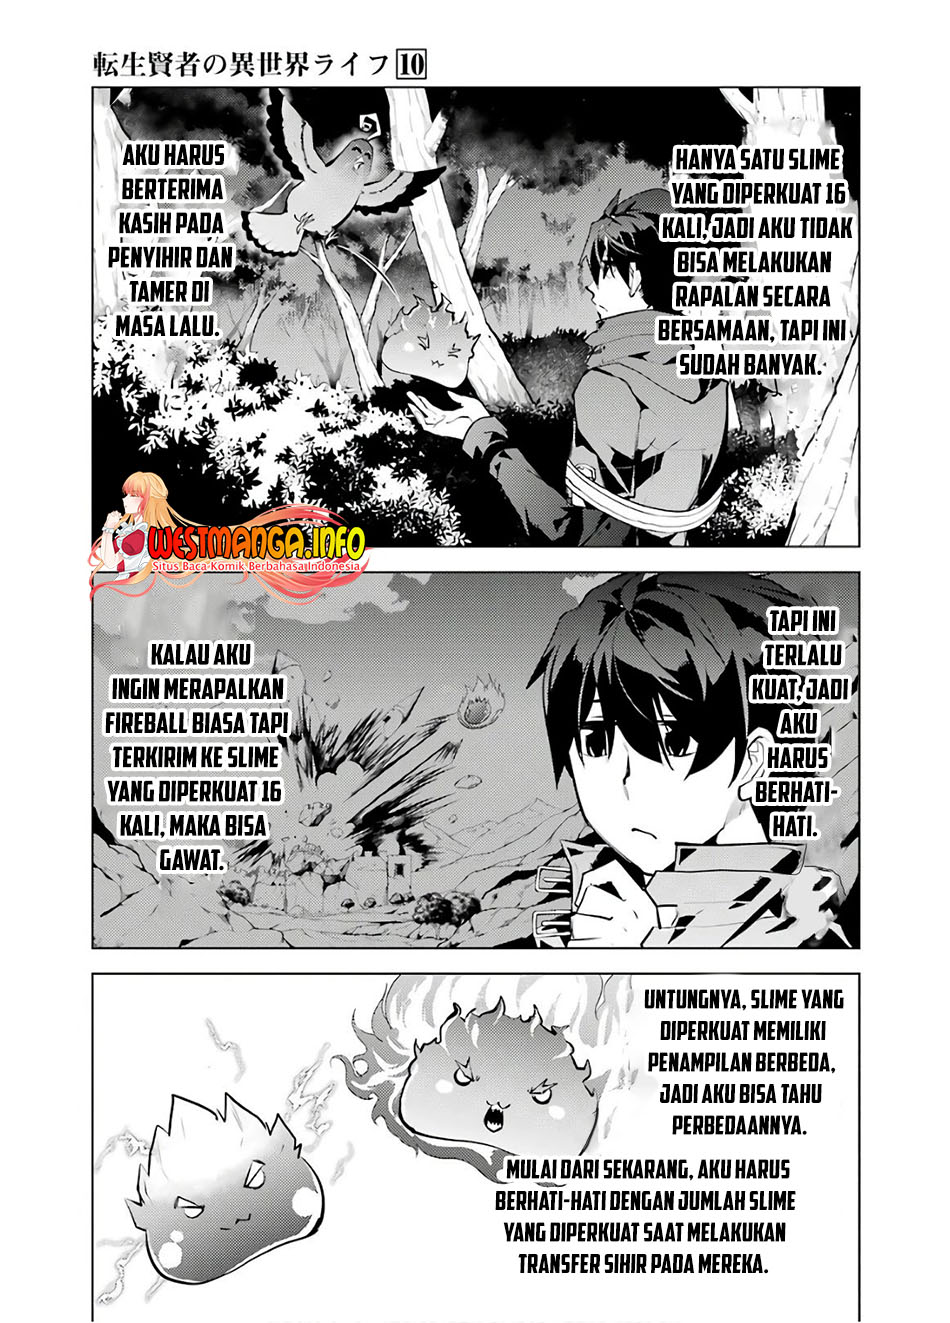 転生賢者の異世界ライフ 10
HANYA SATU SLIME
YANG DIPERKUAT 16
KALI, JADI AKU TIDAK
BISA MELAKUKAN
RAPALAN SECARA
BERSAMAAN, TAPI INI
SUDAH BANYAK.
AKU HARUS
BERTERIMA
KASIH PADA
PENYIHIR DAN
TAMER DI
MASA LALU.
WESTMANGA.INFO
Situs Baca Komik Berbahasa Indonesia
TAPI INI
TERLALU
KUAT, JADI
AKU
HARUS
BERHATI-
HATI.
KALAU AKU
INGIN MERAPALKAN
FIREBALL BIASA TAPI
TERKIRIM KE SLIME
YANG DIPERKUAT 16
KALI, MAKA BISA
GAWAT.
UNTUNGNYA, SLIME YANG
DIPERKUAT MEMILIKI
PENAMPILAN BERBEDA,
JADI AKU BISA TAHU
PERBEDAANNYA.
MULAI DARI SEKARANG, AKU HARUS
BERHATI-HATI DENGAN JUMLAH SLIME
YANG DIPERKUAT SAAT MELAKUKAN
TRANSFER SIHIR PADA MEREKA.